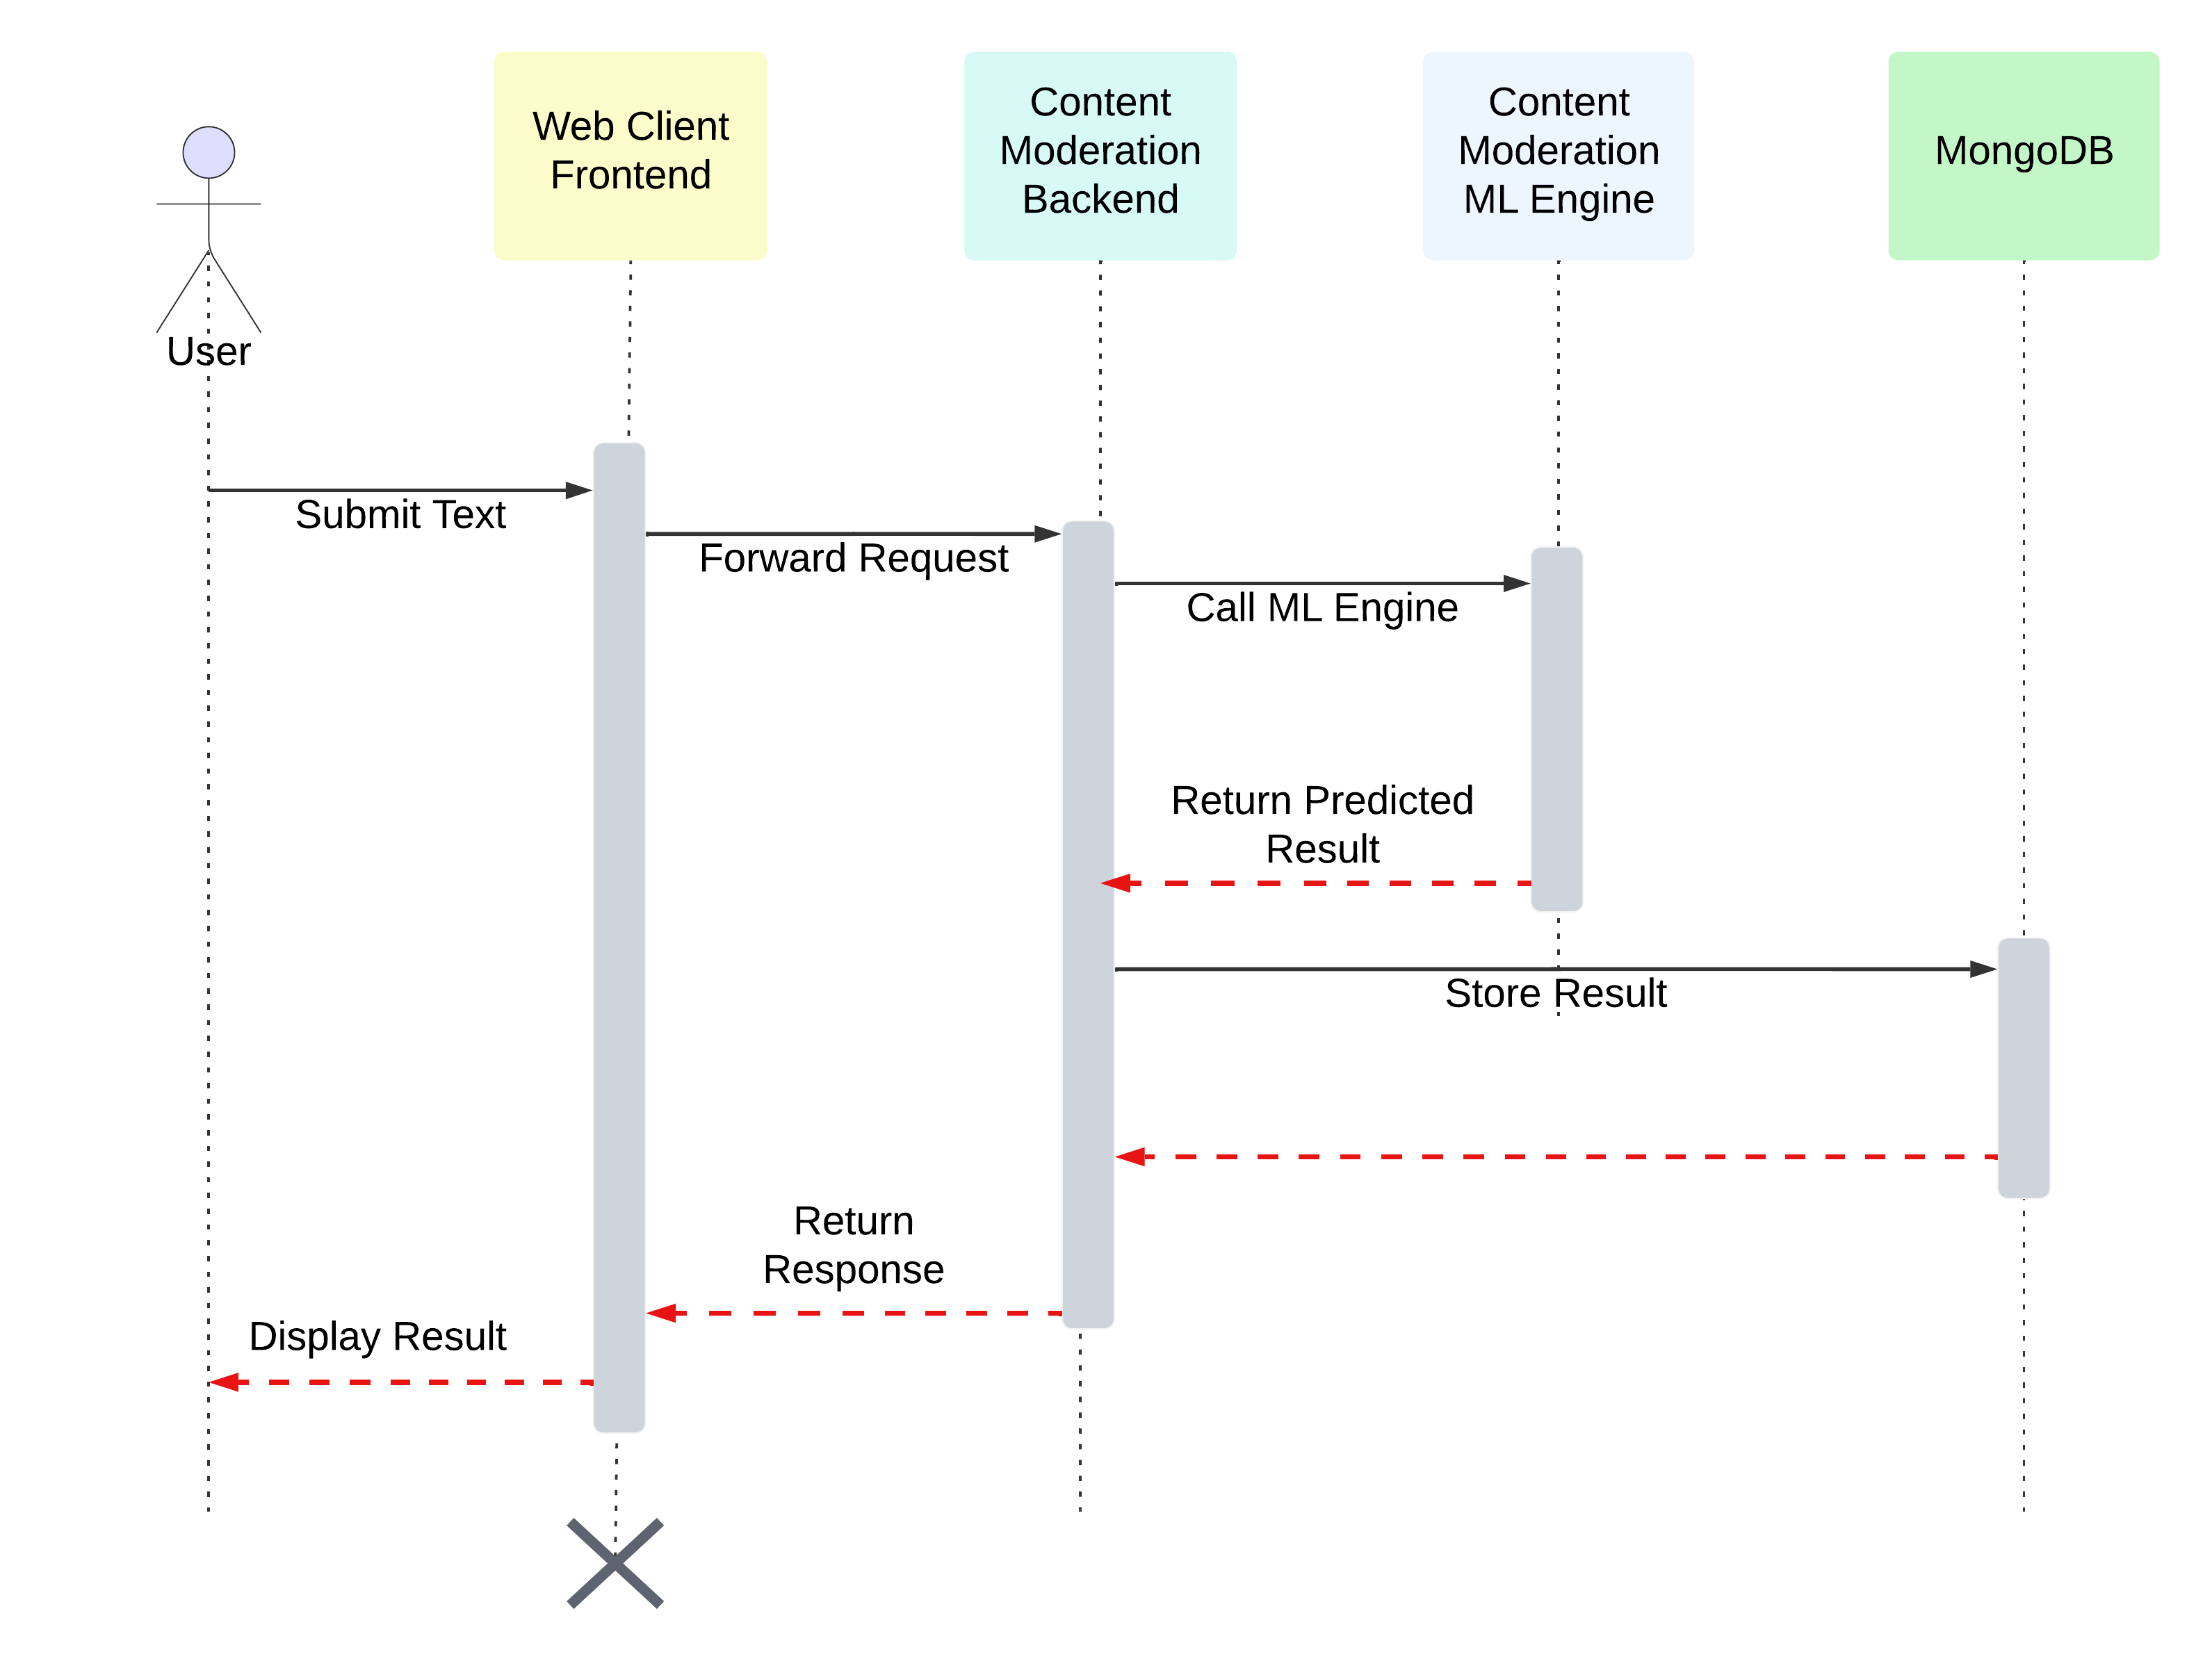 Web Client
Frontend
Content
Moderation
Backend
Content
Moderation
ML Engine
MongoDB
User
Submit Text
Forward Request
Call ML Engine
Return Predicted
Result
Store Result
Return
Response
Display Result